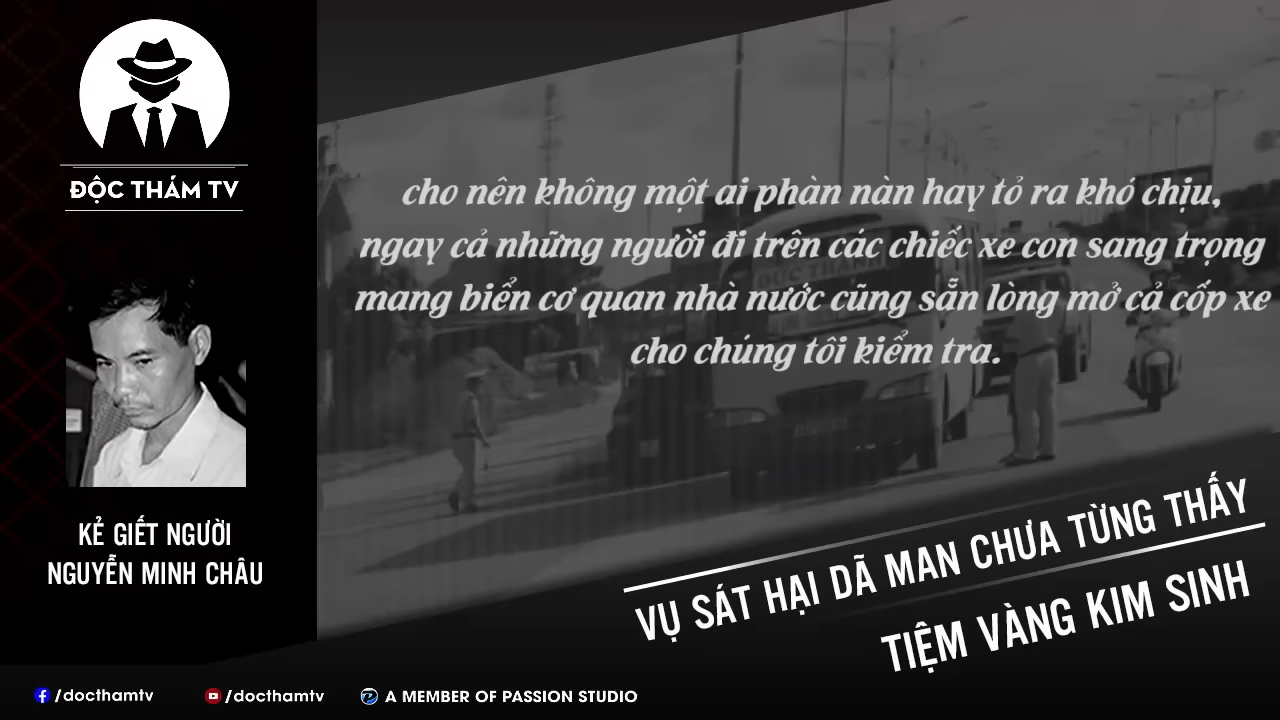 ĐỘC THÁM TV
cho nên không một ai phàn nàn hay tỏ ra khó chịu,
ngay cả những người đi trên các chiếc xe con sang trọng
mang biển cơ quan nhà nước cũng sẵn lòng mở cả cốp xe
cho chúng tôi kiểm tra.
KẺ GIẾT NGƯỜI
NGUYỄN MINH CHÂU
VỤ SÁT HẠI DÃ MAN CHƯA TỪNG THẤY
TIỆM VÀNG KIM SINH
/docthamtv
/docthamtv
A MEMBER OF PASSION STUDIO